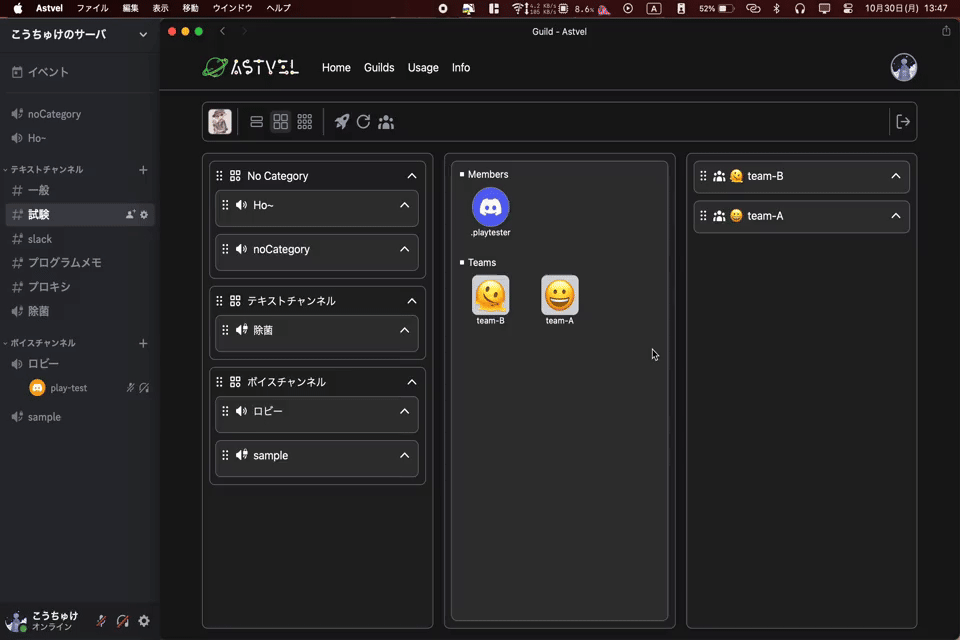 Astvel ファイル 編集 表示 移動 ウインドウ ヘルプ
4.2 KB/s
185 KB/s
8.6%
A
52%
10月30日(月) 13:47
こうちゅけのサーバ
イベント
noCategory
Ho~
テキストチャンネル
一般
試験
slack
プログラムメモ
プロキシ
除菌
ボイスチャンネル
ロビー
play-test
sample
こうちゅけ
オンライン
Guild - Astvel
ASTVEL
Home Guilds Usage Info
No Category
Ho~
noCategory
テキストチャンネル
除菌
ボイスチャンネル
ロビー
sample
Members
.playtester
Teams
team-B
team-A
team-B
team-A